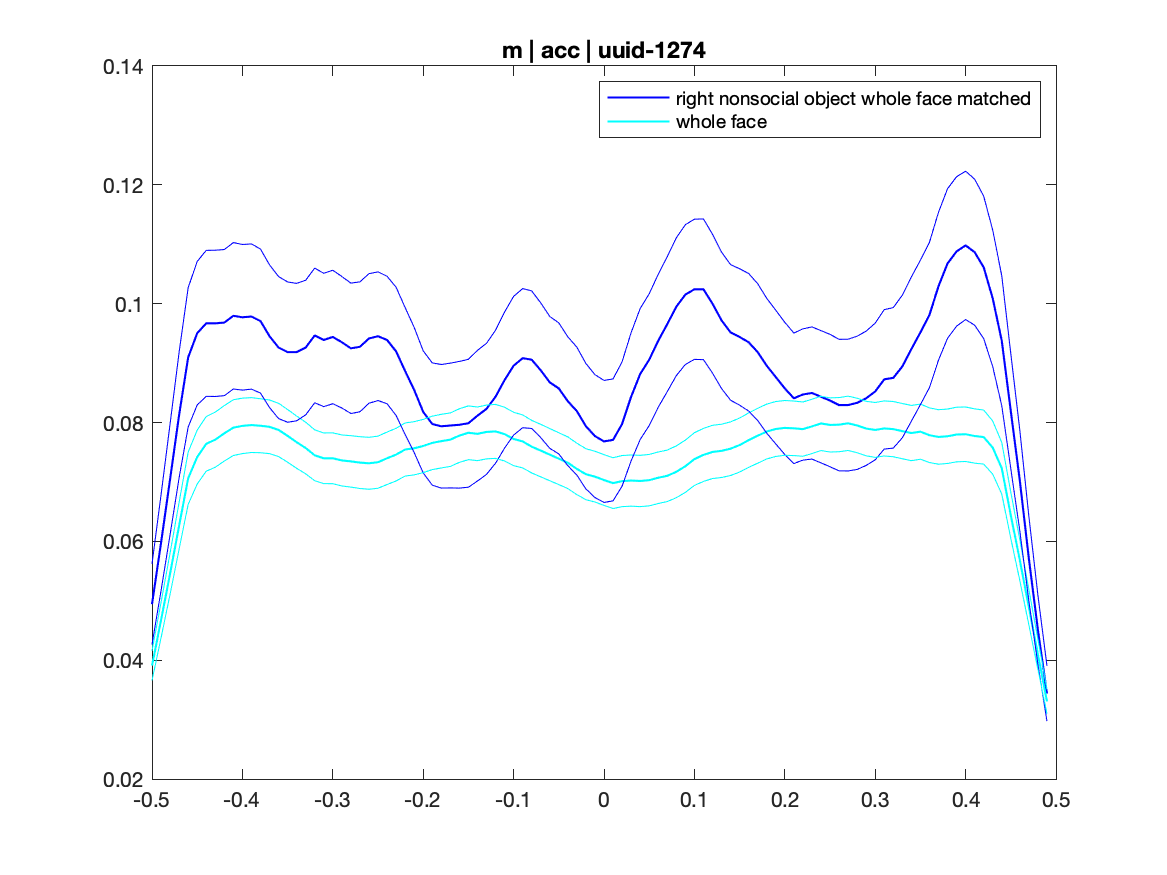 m | acc | uuid-1274
right nonsocial object whole face matched
whole face
0.14
0.12
0.1
0.08
0.06
0.04
0.02
-0.5 -0.4 -0.3 -0.2 -0.1 0 0.1 0.2 0.3 0.4 0.5